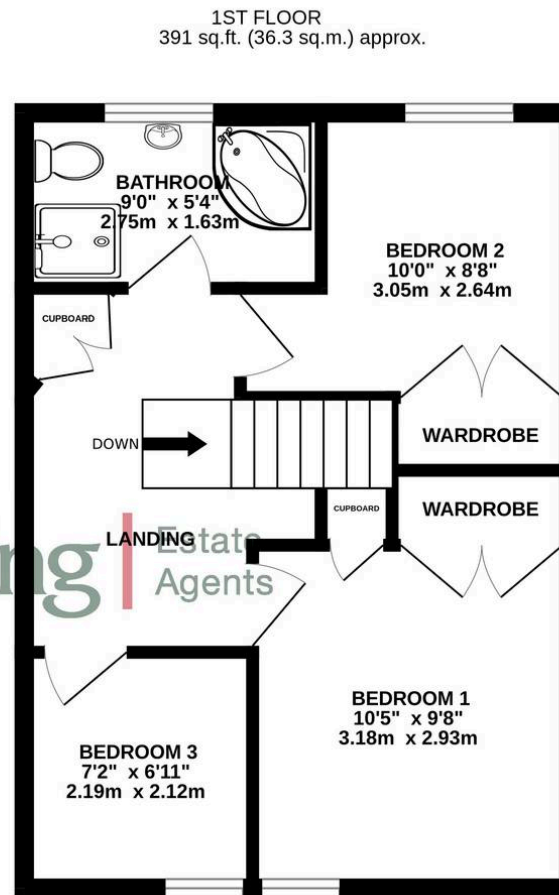 1ST FLOOR
391 sq.ft. (36.3 sq.m.) approx.
BATHROOM
9'0" x 5'4"
2.75m x 1.63m
BEDROOM 2
10'0" x 8'8"
3.05m x 2.64m
CUPBOARD
WARDROBE
DOWN
WARDROBE
CUPBOARD
LANDING
Estate
Agents
BEDROOM 1
10'5" x 9'8"
3.18m x 2.93m
BEDROOM 3
7'2" x 6'11"
2.19m x 2.12m